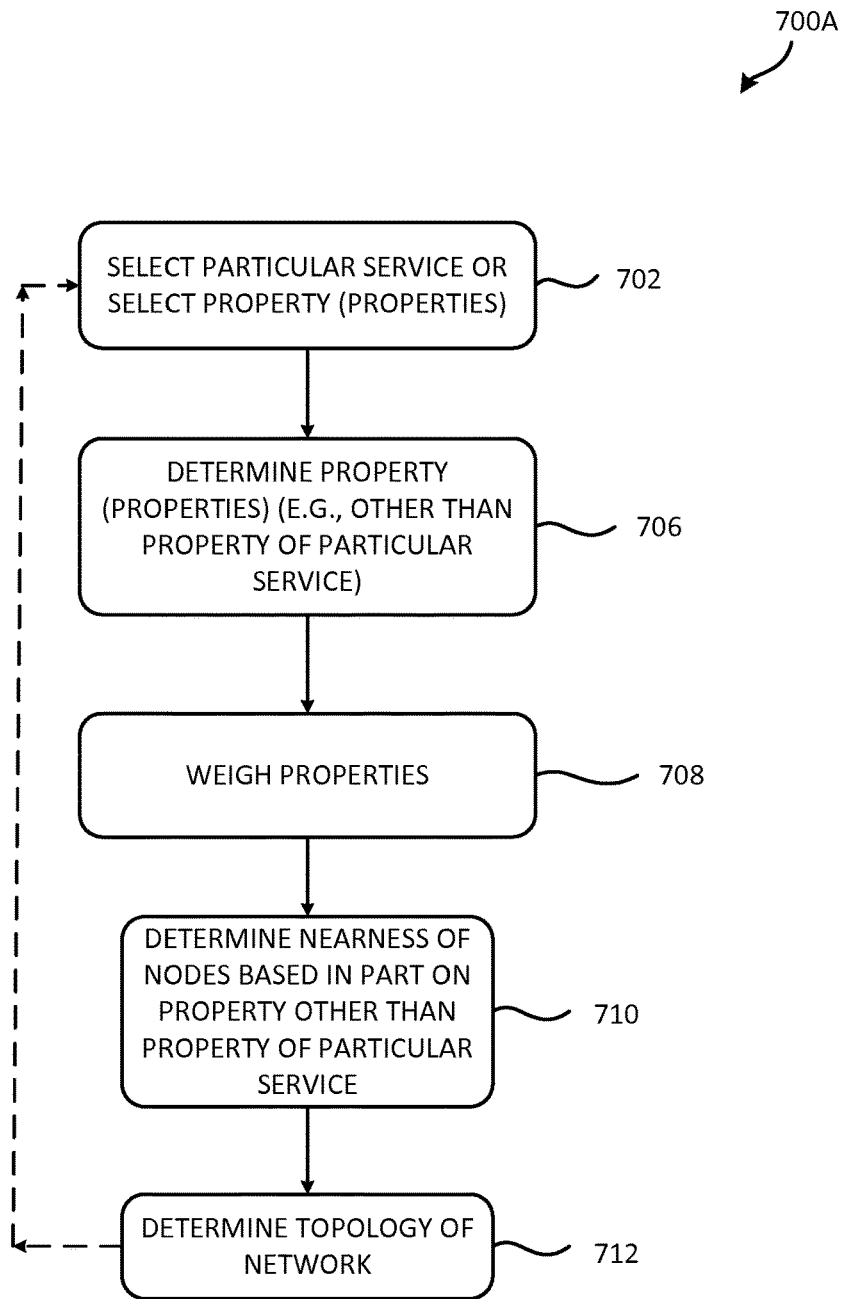 700A
SELECT PARTICULAR SERVICE OR
SELECT PROPERTY (PROPERTIES)
702
DETERMINE PROPERTY
(PROPERTIES) (E.G., OTHER THAN
PROPERTY OF PARTICULAR
SERVICE)
706
WEIGH PROPERTIES
708
DETERMINE NEARNESS OF
NODES BASED IN PART ON
PROPERTY OTHER THAN
PROPERTY OF PARTICULAR
SERVICE
710
DETERMINE TOPOLOGY OF
NETWORK
712